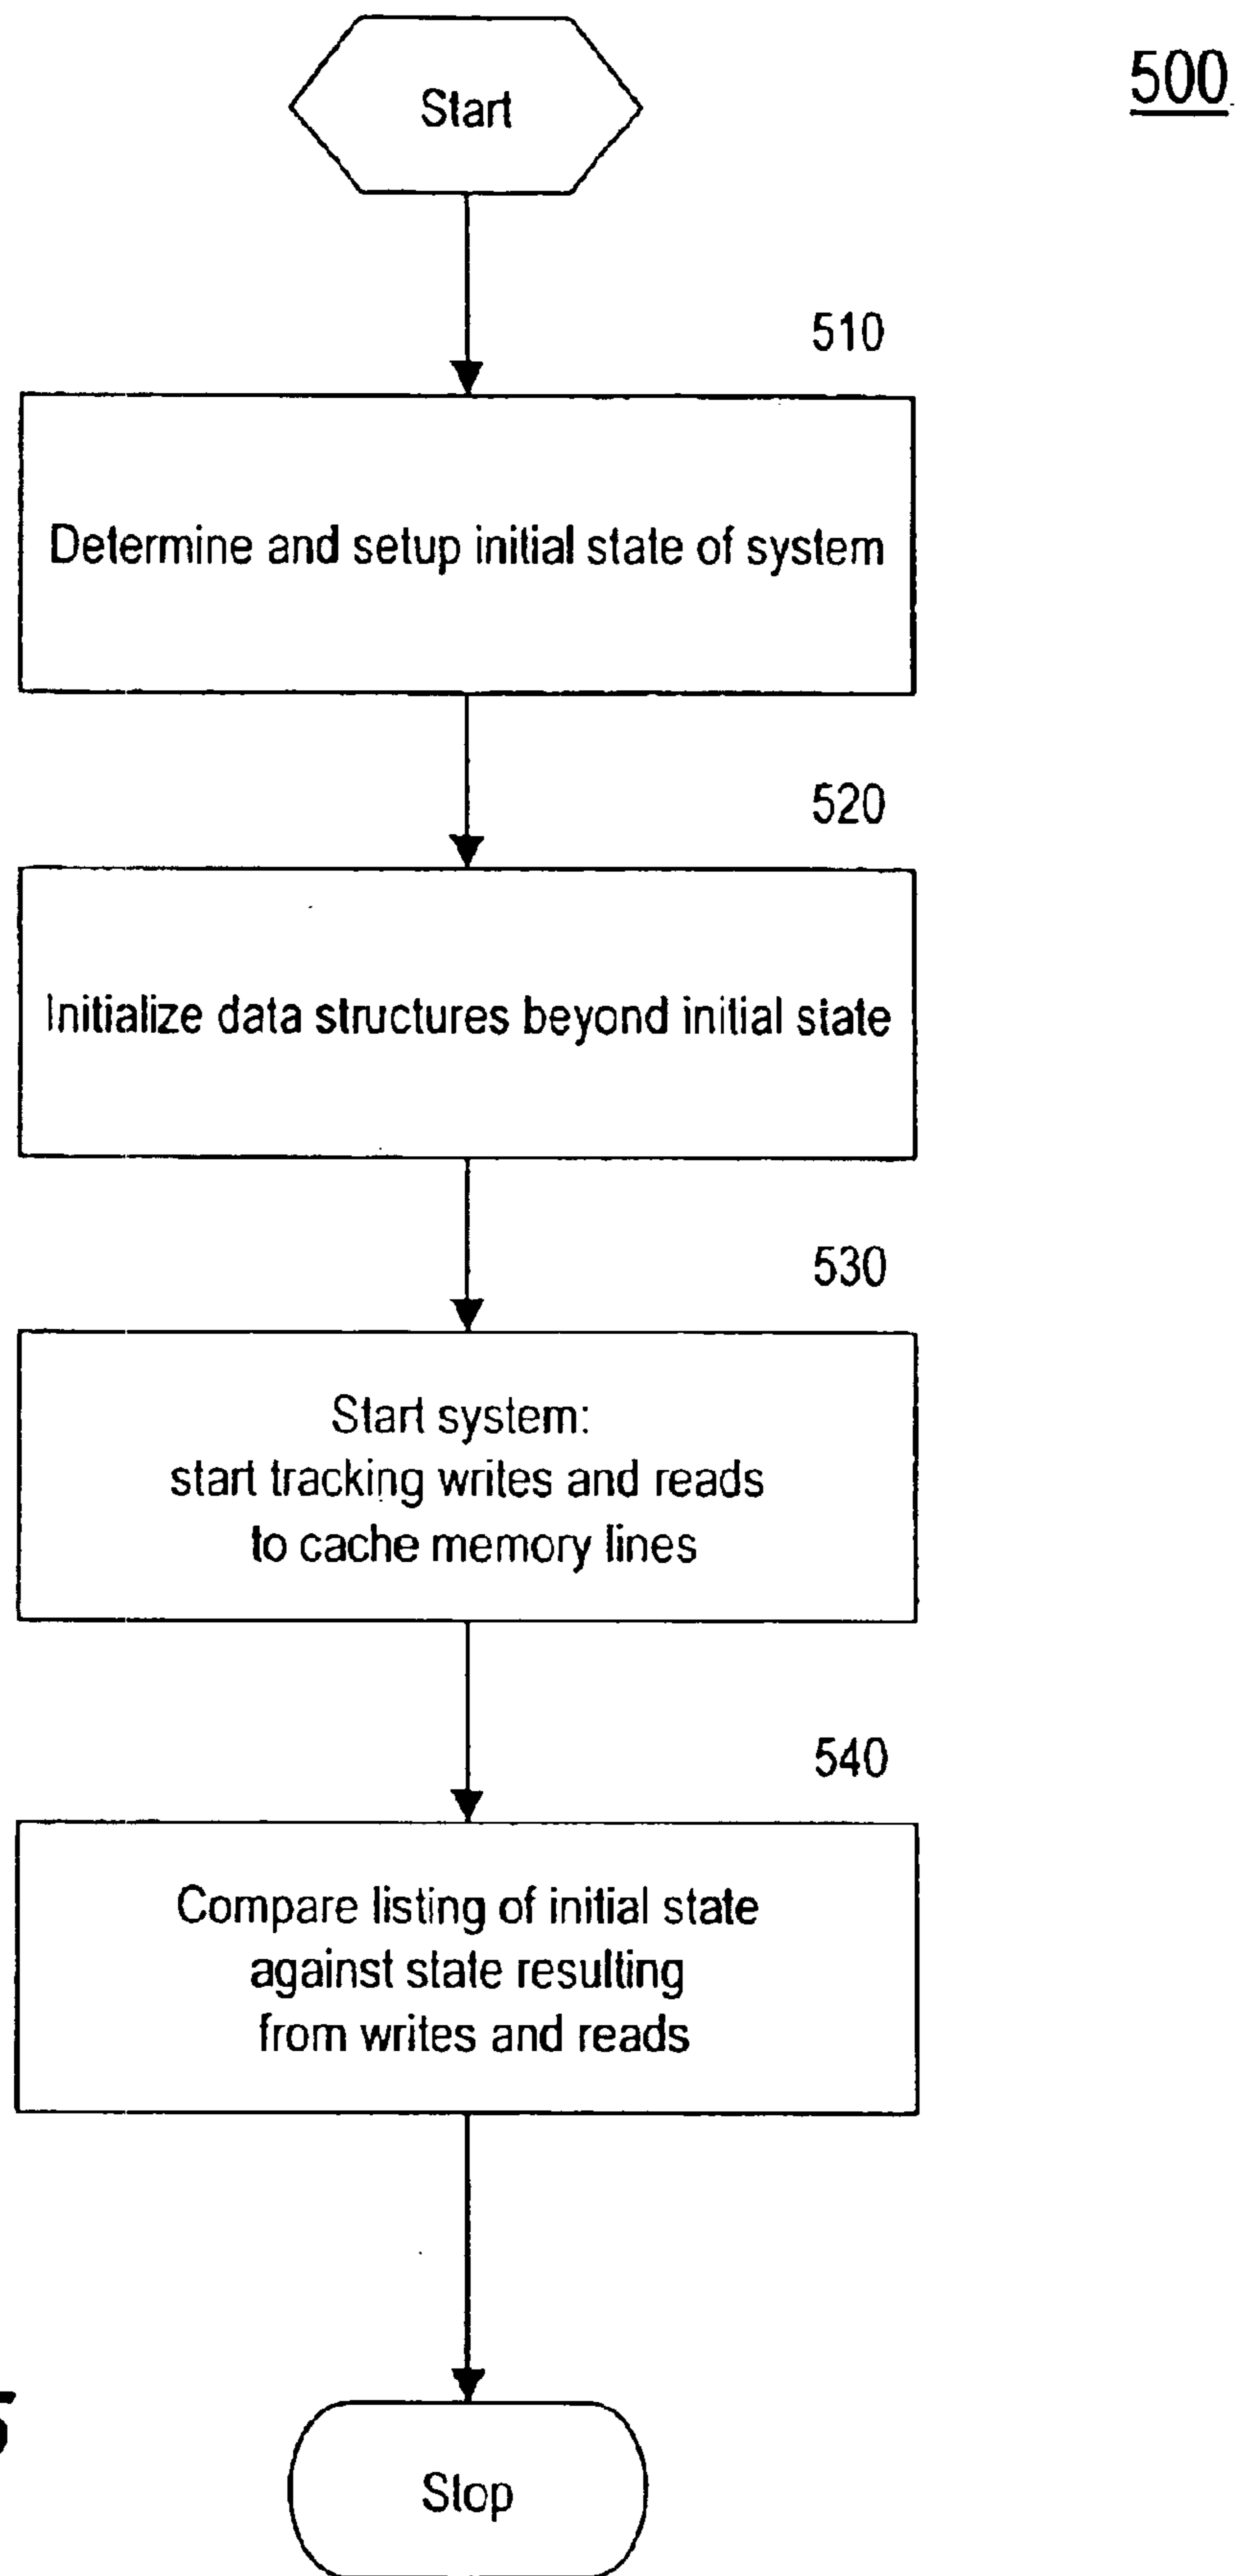 500
Start
510
Determine and setup initial state of system
520
Initialize data structures beyond initial state
530
Start system:
start tracking writes and reads
to cache memory lines
540
Compare listing of initial state
against state resulting
from writes and reads
Stop